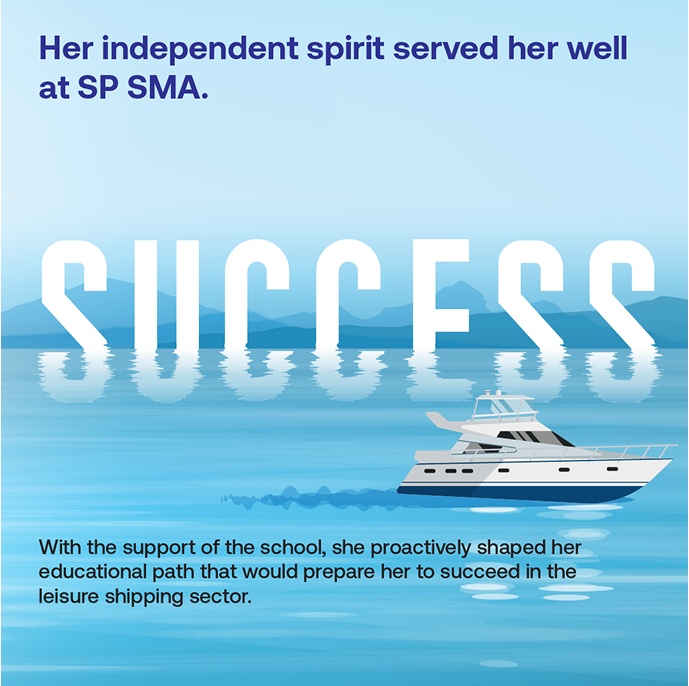 Her independent spirit served her well
at SP SMA.
SUCCESS
With the support of the school, she proactively shaped her
educational path that would prepare her to succeed in the
leisure shipping sector.